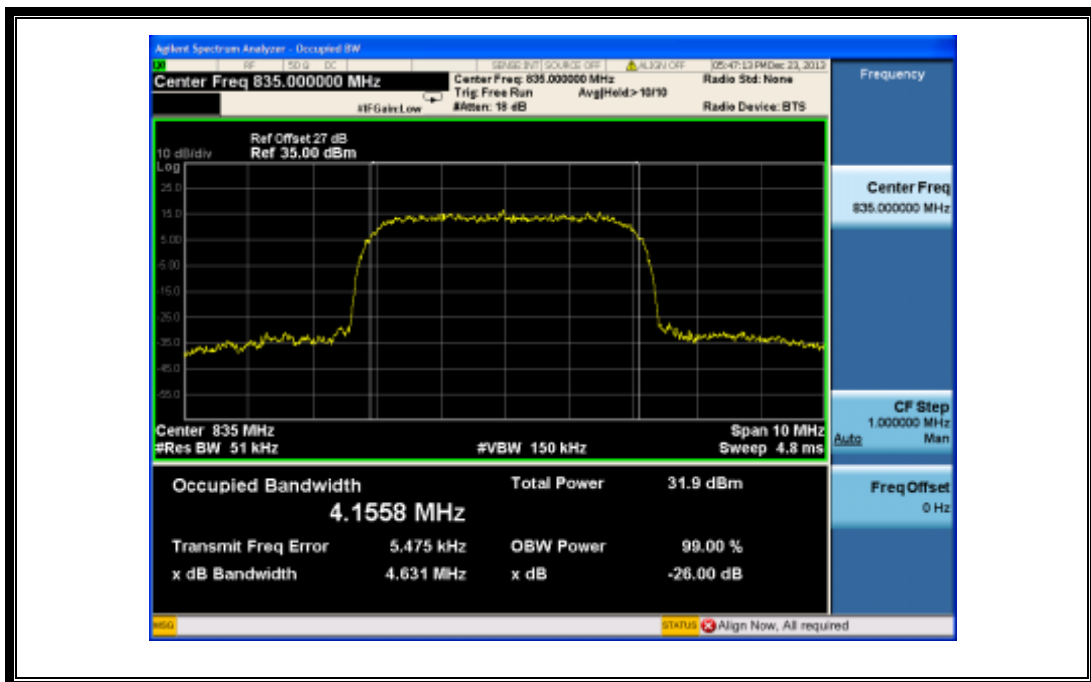 Agilent Spectrum Analyzer - Occupied BW
RF 50 Ω DC SENSE:INT SOURCE OFF ALIGN OFF 05:47:13 PM Dec 23, 2013
Center Freq 835.000000 MHz
Center Freq: 835.000000 MHz
Radio Std: None
Trig: Free Run Avg|Hold:>10/10
#IFGain:Low
#Atten: 18 dB
Radio Device: BTS
Ref Offset 27 dB
10 dB/div Ref 35.00 dBm
Log
25.0
15.0
5.00
-5.00
-15.0
-25.0
-35.0
-45.0
-55.0
Center 835 MHz Span 10 MHz
#Res BW 51 kHz #VBW 150 kHz Sweep 4.8 ms
Occupied Bandwidth Total Power 31.9 dBm
4.1558 MHz
Transmit Freq Error 5.475 kHz OBW Power 99.00 %
x dB Bandwidth 4.631 MHz x dB -26.00 dB
MSG STATUS Align Now, All required
Frequency
Center Freq
835.000000 MHz
CF Step
1.000000 MHz
Auto Man
Freq Offset
0 Hz